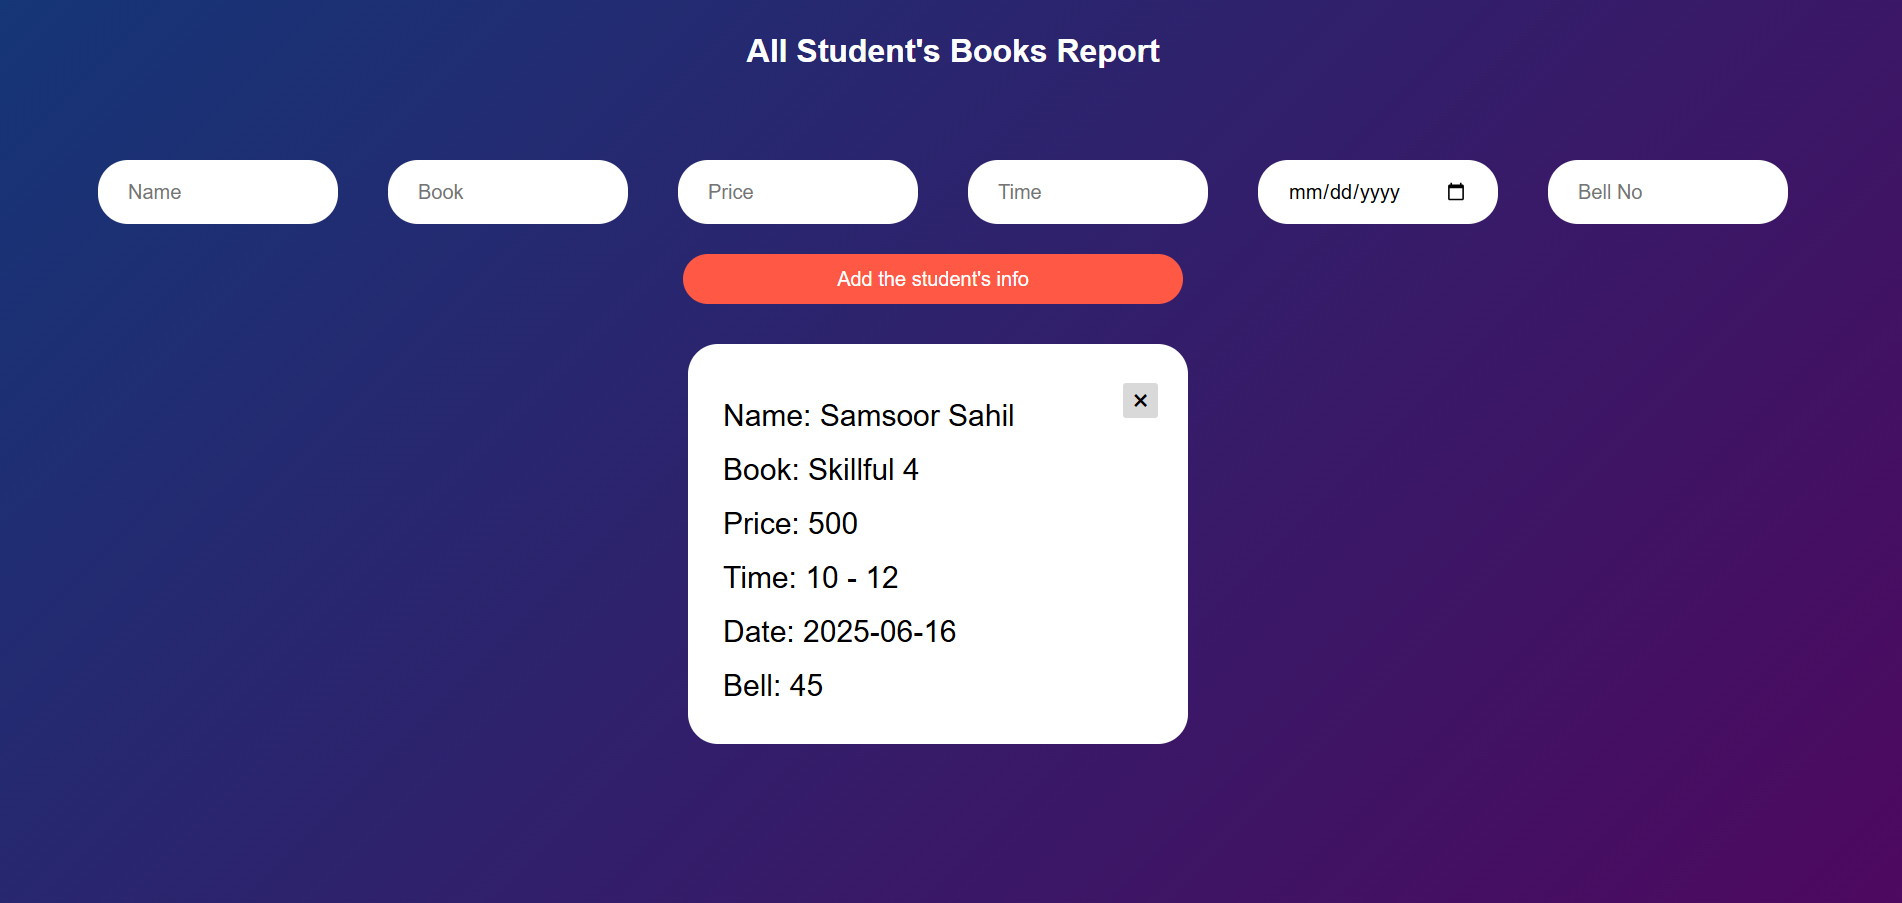 All Student's Books Report
Name Book Price Time mm/dd/yyyy Bell No
Add the student's info
×
Name: Samsoor Sahil
Book: Skillful 4
Price: 500
Time: 10 - 12
Date: 2025-06-16
Bell: 45